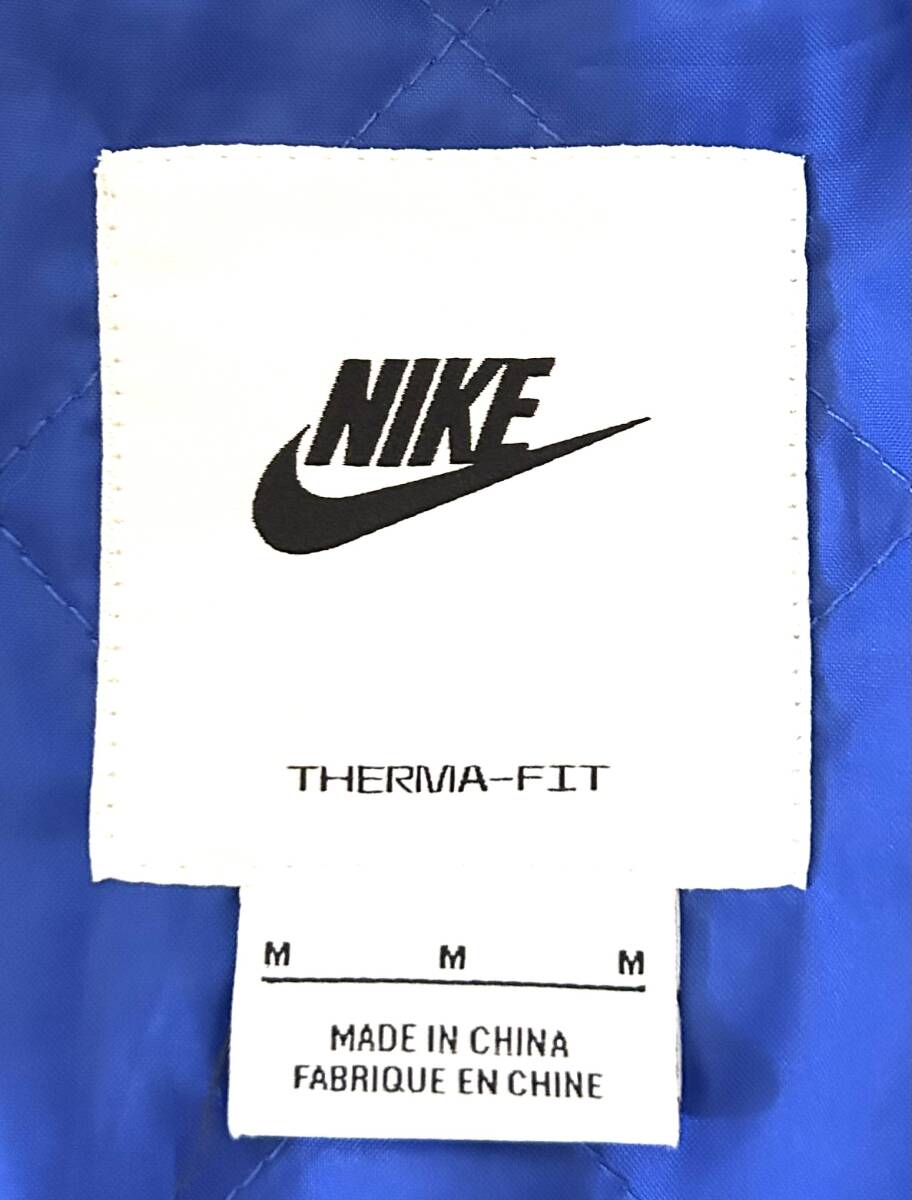 NIKE
THERMA-FIT
M M M
MADE IN CHINA
FABRIQUE EN CHINE